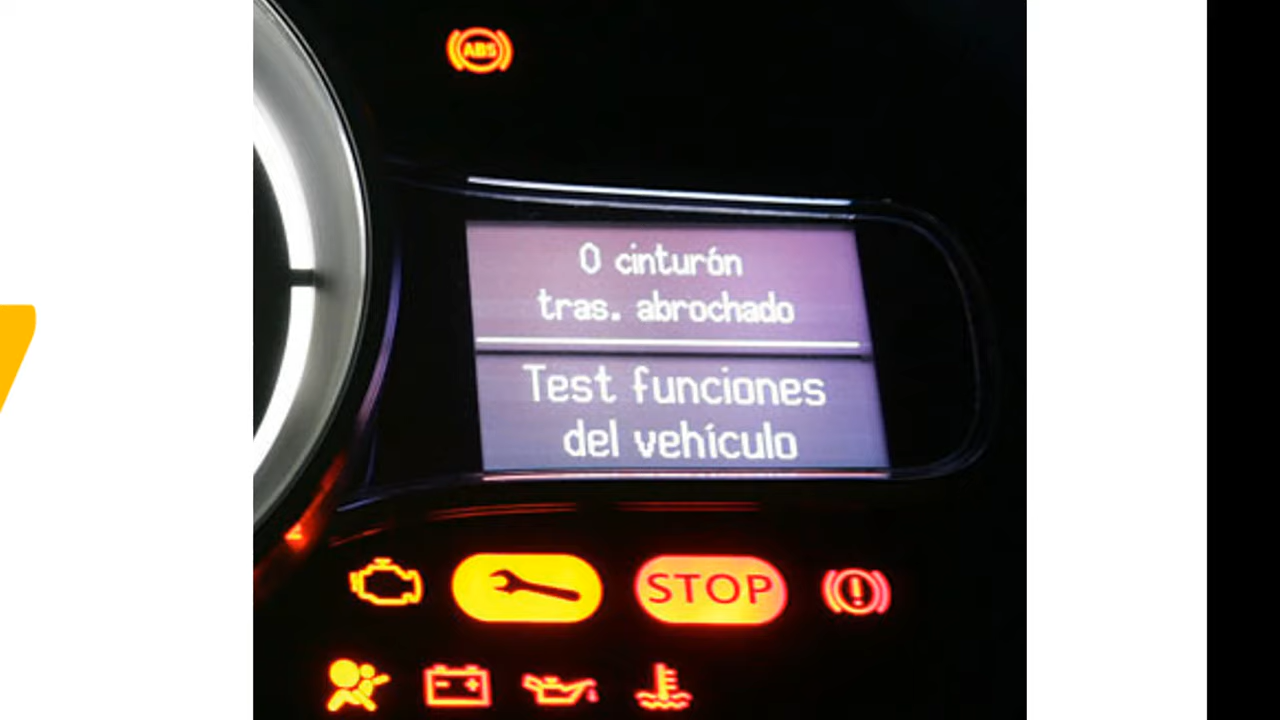 ABS
0 cinturón
tras. abrochado
Test funciones
del vehículo
STOP